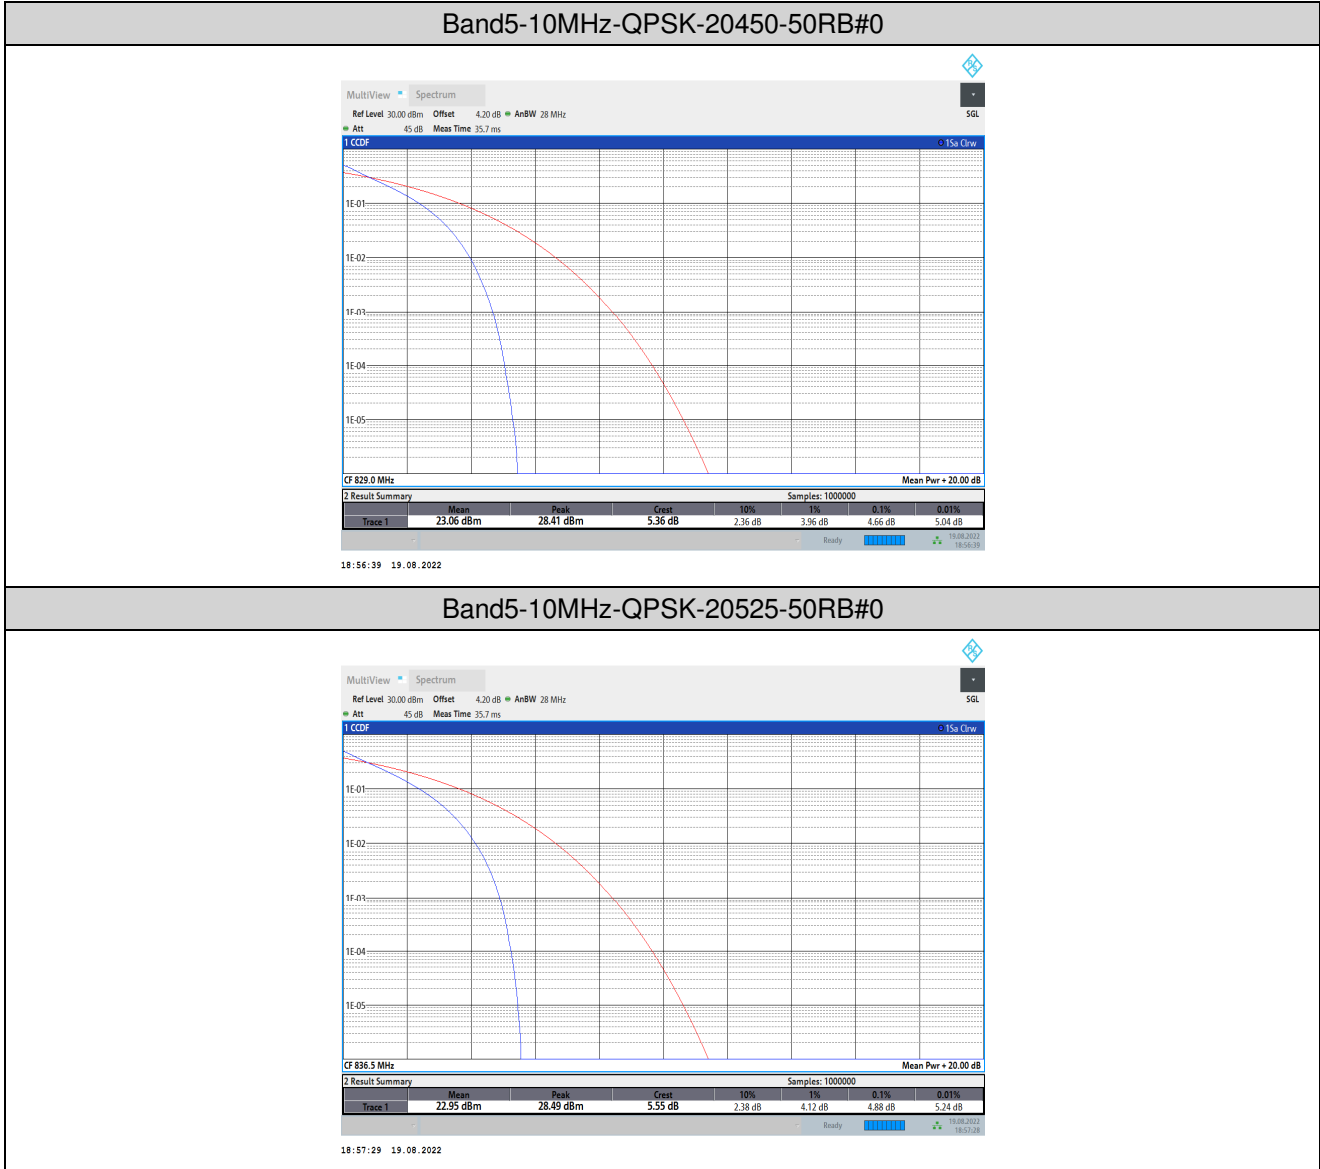 Band5-10MHz-QPSK-20450-50RB#0
MultiView Spectrum
Ref Level 30.00 dBm Offset 4.20 dB AnBW 28 MHz SGL
Att 45 dB Meas Time 35.7 ms
1 CCDF 1Sa Clrw
1E-01
1E-02
1E-03
1E-04
1E-05
CF 829.0 MHz Mean Pwr + 20.00 dB
2 Result Summary Samples: 1000000
Mean Peak Crest 10% 1% 0.1% 0.01%
Trace 1 23.06 dBm 28.41 dBm 5.36 dB 2.36 dB 3.96 dB 4.66 dB 5.04 dB
Ready 19.08.2022
18:56:39
18:56:39 19.08.2022
Band5-10MHz-QPSK-20525-50RB#0
MultiView Spectrum
Ref Level 30.00 dBm Offset 4.20 dB AnBW 28 MHz SGL
Att 45 dB Meas Time 35.7 ms
1 CCDF 1Sa Clrw
1E-01
1E-02
1E-03
1E-04
1E-05
CF 836.5 MHz Mean Pwr + 20.00 dB
2 Result Summary Samples: 1000000
Mean Peak Crest 10% 1% 0.1% 0.01%
Trace 1 22.95 dBm 28.49 dBm 5.55 dB 2.38 dB 4.12 dB 4.88 dB 5.24 dB
Ready 19.08.2022
18:57:28
18:57:29 19.08.2022